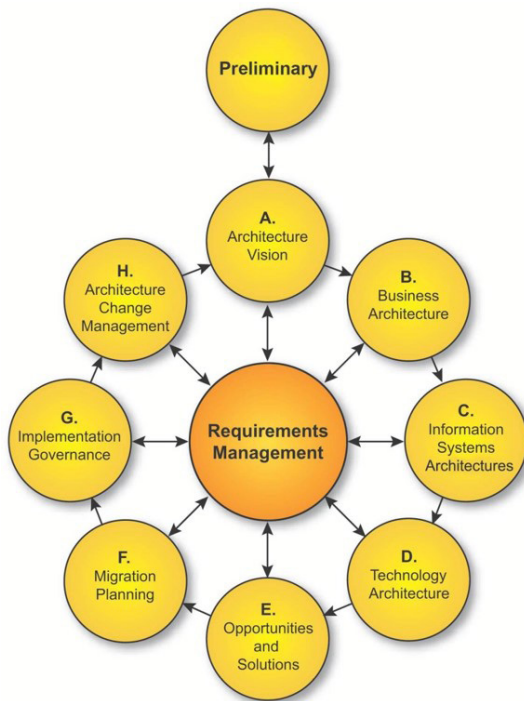 Preliminary
A.
Architecture
Vision
B.
Business
Architecture
C.
Information
Systems
Architectures
D.
Technology
Architecture
E.
Opportunities
and
Solutions
F.
Migration
Planning
G.
Implementation
Governance
H.
Architecture
Change
Management
Requirements
Management